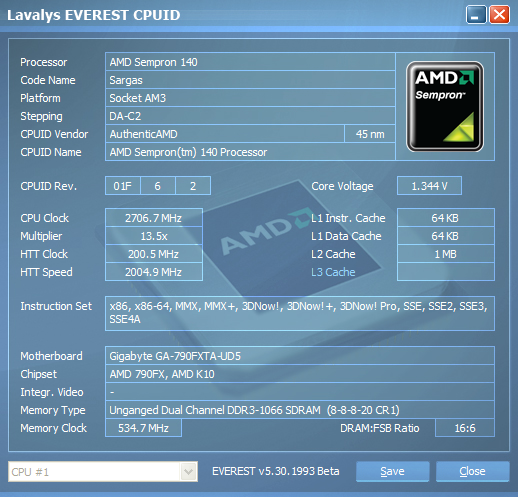 Lavalys EVEREST CPUID
Processor AMD Sempron 140
Code Name Sargas
Platform Socket AM3
Stepping DA-C2
CPUID Vendor AuthenticAMD 45 nm
CPUID Name AMD Sempron(tm) 140 Processor
AMD
Sempron™
CPUID Rev. 01F 6 2 Core Voltage 1.344 V
CPU Clock 2706.7 MHz L1 Instr. Cache 64 KB
Multiplier 13.5x L1 Data Cache 64 KB
HTT Clock 200.5 MHz L2 Cache 1 MB
HTT Speed 2004.9 MHz L3 Cache
AMD
Instruction Set x86, x86-64, MMX, MMX+, 3DNow!, 3DNow!+, 3DNow! Pro, SSE, SSE2, SSE3,
SSE4A
Motherboard Gigabyte GA-790FXTA-UD5
Chipset AMD 790FX, AMD K10
Integr. Video -
Memory Type Unganged Dual Channel DDR3-1066 SDRAM (8-8-8-20 CR1)
Memory Clock 534.7 MHz DRAM:FSB Ratio 16:6
CPU #1 EVEREST v5.30.1993 Beta Save Close